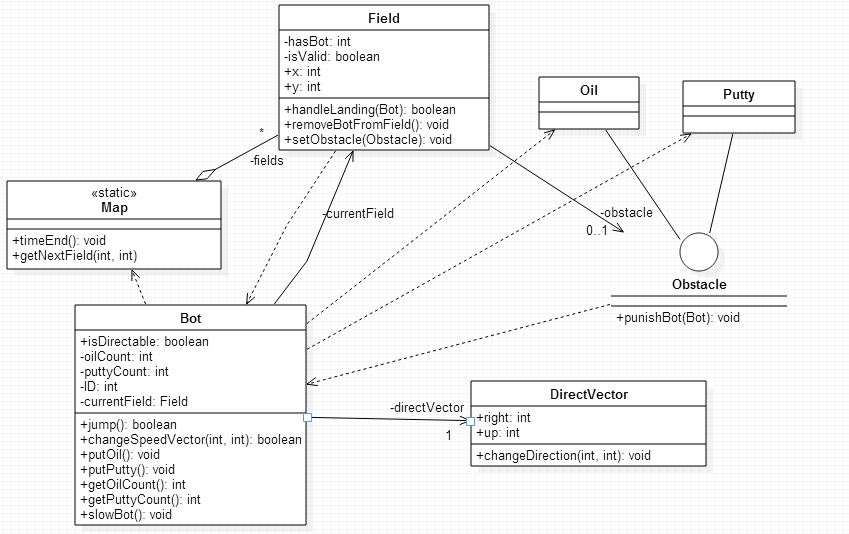 Field
-hasBot: int
-isValid: boolean
+x: int
+y: int
+handleLanding(Bot): boolean
+removeBotFromField(): void
+setObstacle(Obstacle): void
Oil
Putty
*
-fields
«static»
Map
+timeEnd(): void
+getNextField(int, int)
-currentField
-obstacle
0..1
Obstacle
+punishBot(Bot): void
Bot
+isDirectable: boolean
-oilCount: int
-puttyCount: int
-ID: int
-currentField: Field
+jump(): boolean
+changeSpeedVector(int, int): boolean
+putOil(): void
+putPutty(): void
+getOilCount(): int
+getPuttyCount(): int
+slowBot(): void
-directVector
1
DirectVector
+right: int
+up: int
+changeDirection(int, int): void